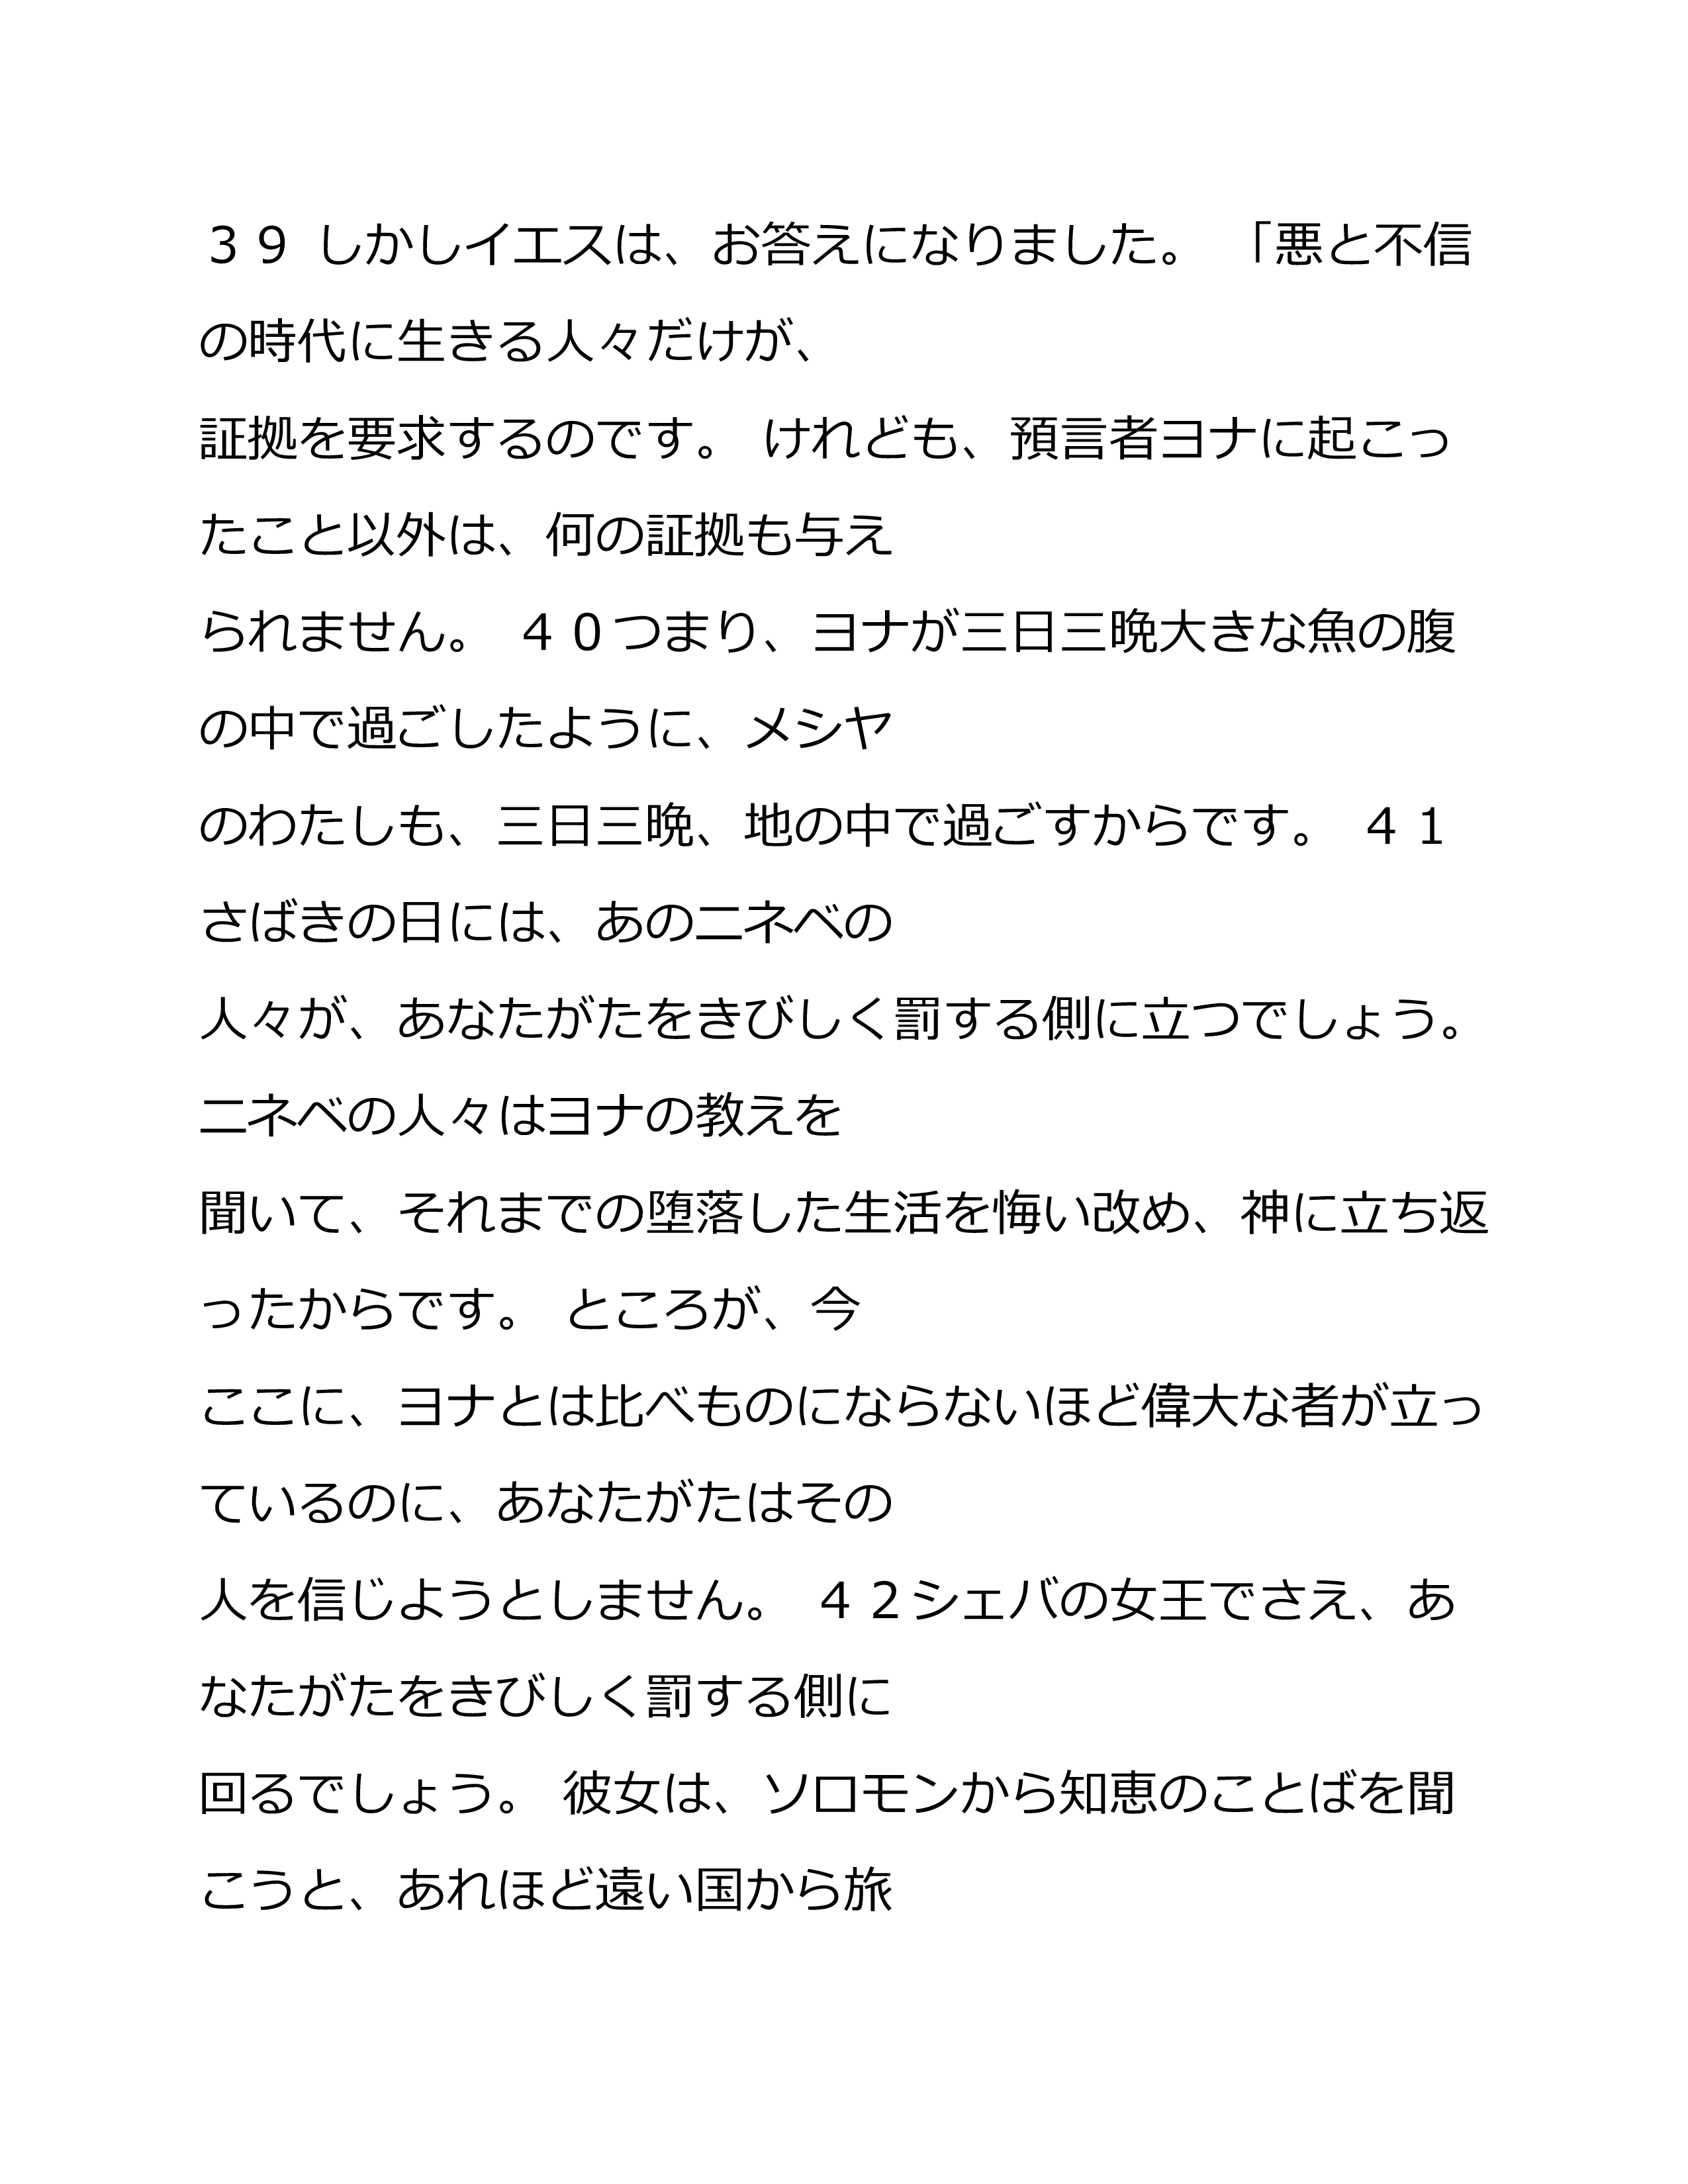 ３９ しかしイエスは、お答えになりました。 「悪と不信
の時代に生きる人々だけが、
証拠を要求するのです。 けれども、預言者ヨナに起こっ
たこと以外は、何の証拠も与え
られません。 ４０つまり、ヨナが三日三晩大きな魚の腹
の中で過ごしたように、メシヤ
のわたしも、三日三晩、地の中で過ごすからです。 ４１
さばきの日には、あのニネベの
人々が、あなたがたをきびしく罰する側に立つでしょう。
ニネベの人々はヨナの教えを
聞いて、それまでの堕落した生活を悔い改め、神に立ち返
ったからです。 ところが、今
ここに、ヨナとは比べものにならないほど偉大な者が立っ
ているのに、あなたがたはその
人を信じようとしません。 ４２シェバの女王でさえ、あ
なたがたをきびしく罰する側に
回るでしょう。 彼女は、ソロモンから知恵のことばを聞
こうと、あれほど遠い国から旅